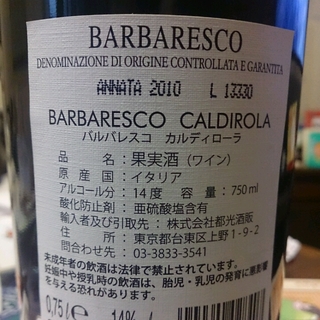 BARBARESCO
DENOMINAZIONE DI ORIGINE CONTROLLATA E GARANTITA
ANNATA 2010 L 13330
BARBARESCO CALDIROLA
バルバレスコ カルディローラ
品名:果実酒(ワイン)
原産国:イタリア
アルコール分:14度 容量:750ml
酸化防止剤:亜硫酸塩含有
輸入者及び引取先:株式会社都光酒販
住所:東京都台東区上野1-9-2
問合わせ先:03-3833-3541
未成年者の飲酒は法律で禁止されています。
妊娠中や授乳時の飲酒は、胎児・乳児の発育に悪影響
を与える恐れがあります。
0,75ℓ e 14%